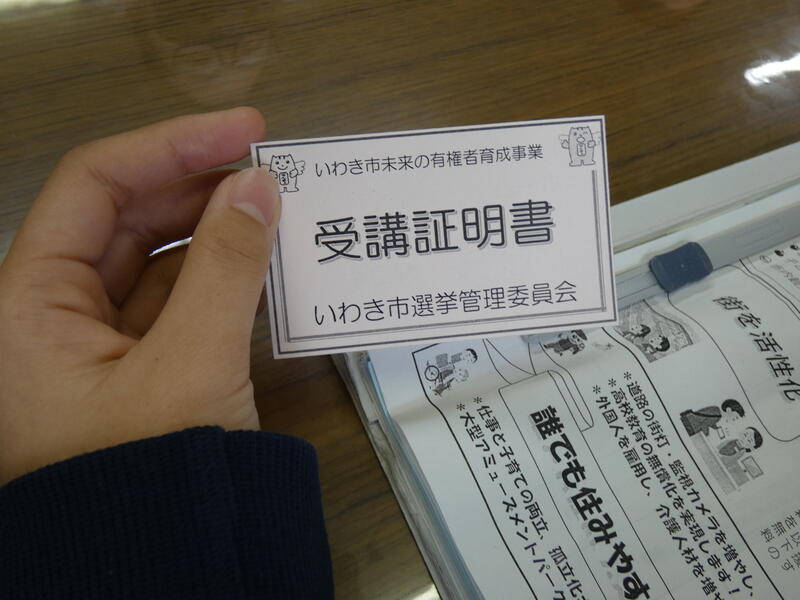 いわき市未来の有権者育成事業
受講証明書
いわき市選挙管理委員会
街を活性化
*道路の街灯・監視カメラを増やし、
*高校教育の無償化を実現します!
*外国人を雇用し、介護人材を増や
誰でも住みやす
*仕事と子育ての両立、孤立化
*大型アミューズメントパーク